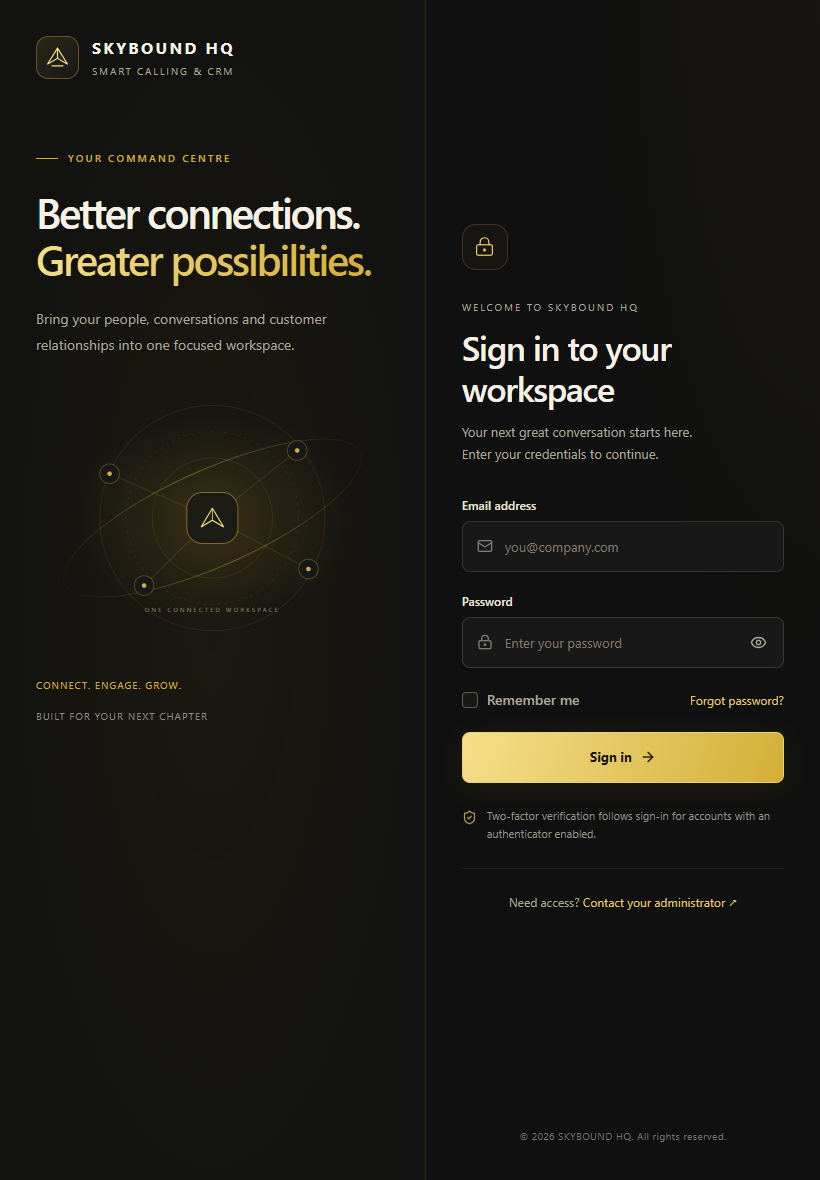 SKYBOUND HQ
SMART CALLING & CRM
YOUR COMMAND CENTRE
Better connections.
Greater possibilities.
Bring your people, conversations and customer
relationships into one focused workspace.
ONE CONNECTED WORKSPACE
CONNECT. ENGAGE. GROW.
BUILT FOR YOUR NEXT CHAPTER
WELCOME TO SKYBOUND HQ
Sign in to your
workspace
Your next great conversation starts here.
Enter your credentials to continue.
Email address
you@company.com
Password
Enter your password
Remember me
Forgot password?
Sign in →
Two-factor verification follows sign-in for accounts with an
authenticator enabled.
Need access? Contact your administrator ↗
© 2026 SKYBOUND HQ. All rights reserved.